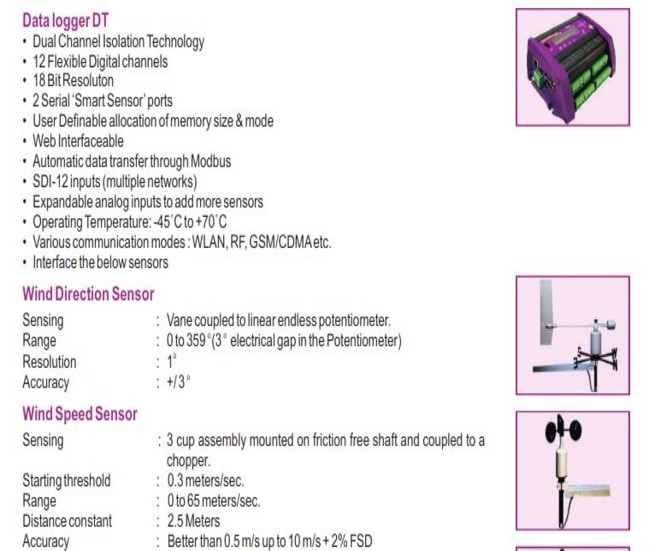 Data logger DT
• Dual Channel Isolation Technology
• 12 Flexible Digital channels
• 18 Bit Resoluton
• 2 Serial 'Smart Sensor' ports
• User Definable allocation of memory size & mode
• Web Interfaceable
• Automatic data transfer through Modbus
• SDI-12 inputs (multiple networks)
• Expandable analog inputs to add more sensors
• Operating Temperature: -45°C to +70°C
• Various communication modes : WLAN, RF, GSM/CDMA etc.
• Interface the below sensors
Wind Direction Sensor
Sensing : Vane coupled to linear endless potentiometer.
Range : 0 to 359° (3° electrical gap in the Potentiometer)
Resolution : 1°
Accuracy : +/3°
Wind Speed Sensor
Sensing : 3 cup assembly mounted on friction free shaft and coupled to a
chopper.
Starting threshold : 0.3 meters/sec.
Range : 0 to 65 meters/sec.
Distance constant : 2.5 Meters
Accuracy : Better than 0.5 m/s up to 10 m/s + 2% FSD